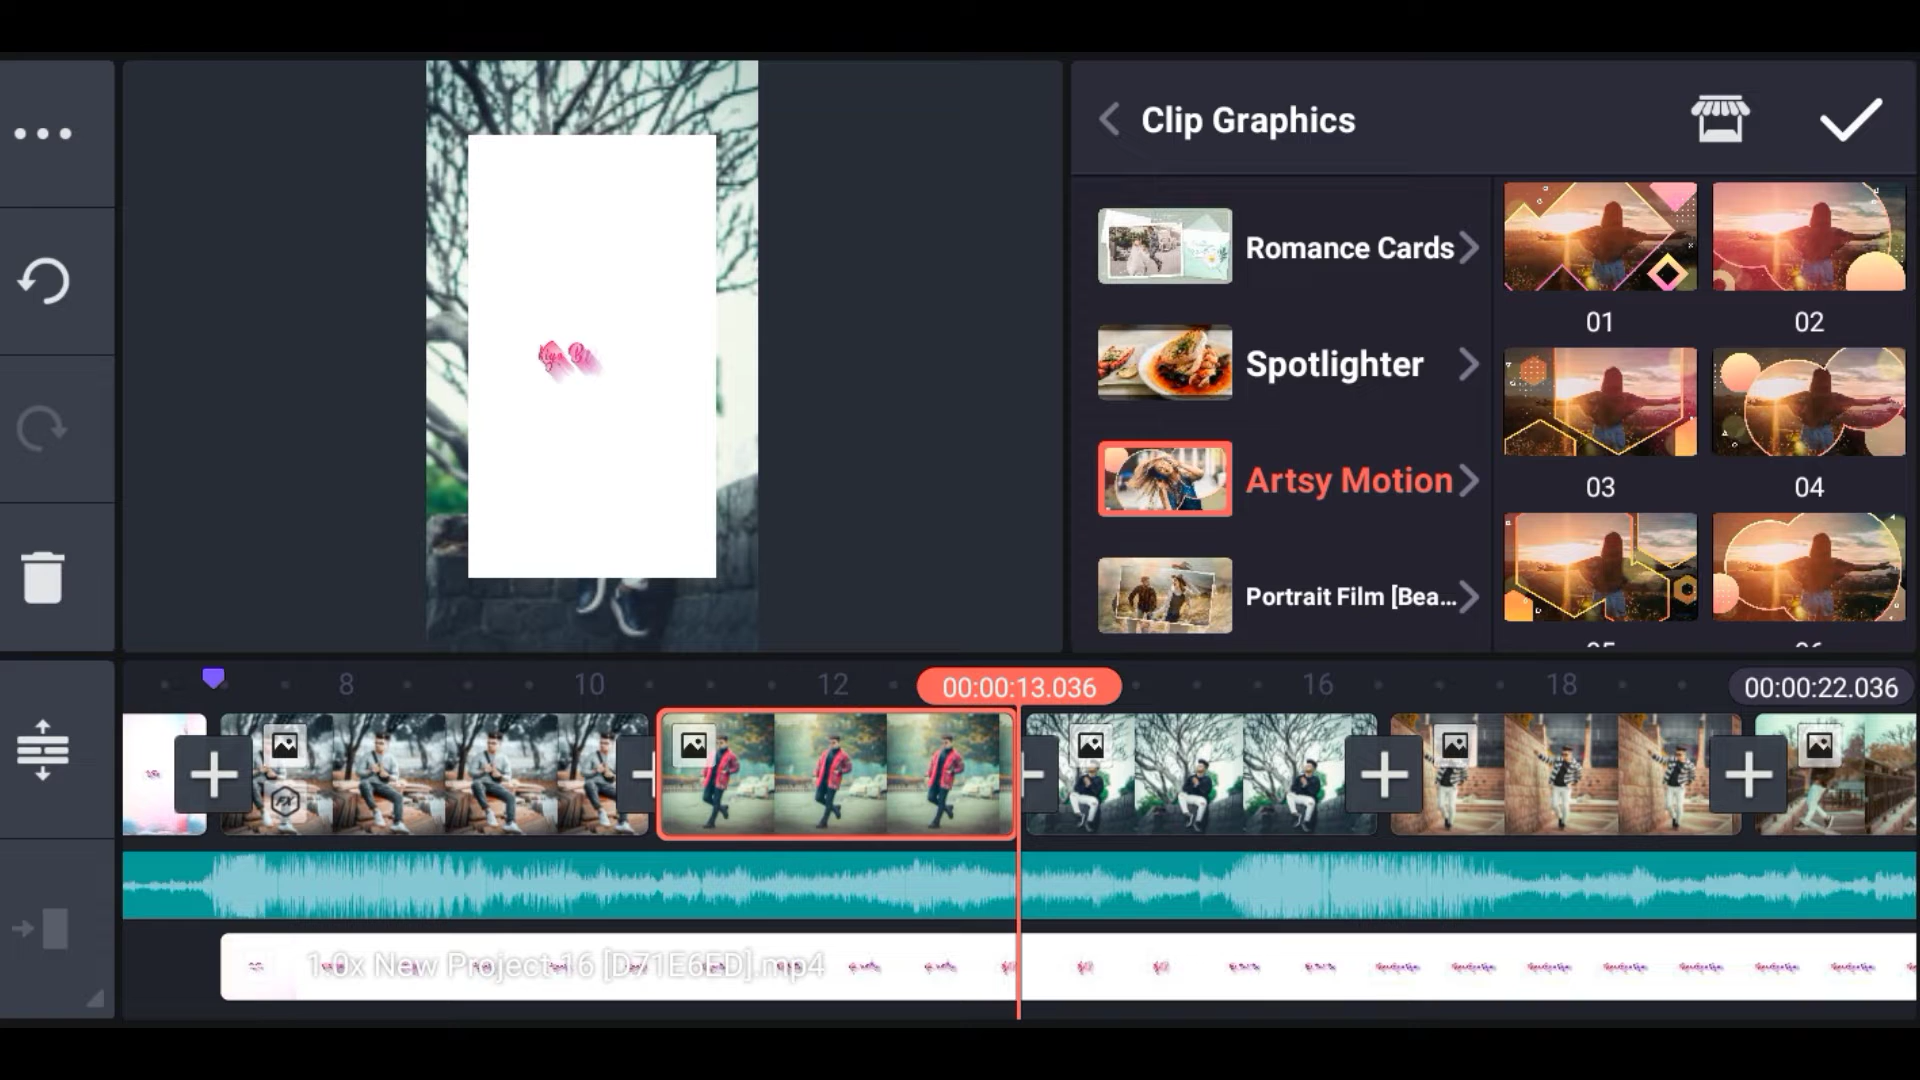 Clip Graphics
Romance Cards
Spotlighter
Artsy Motion
Portrait Film [Bea...
01
02
03
04
8
10
12
00:00:13.036
16
18
00:00:22.036
1.0x New Project 16 [D71E6ED].mp4